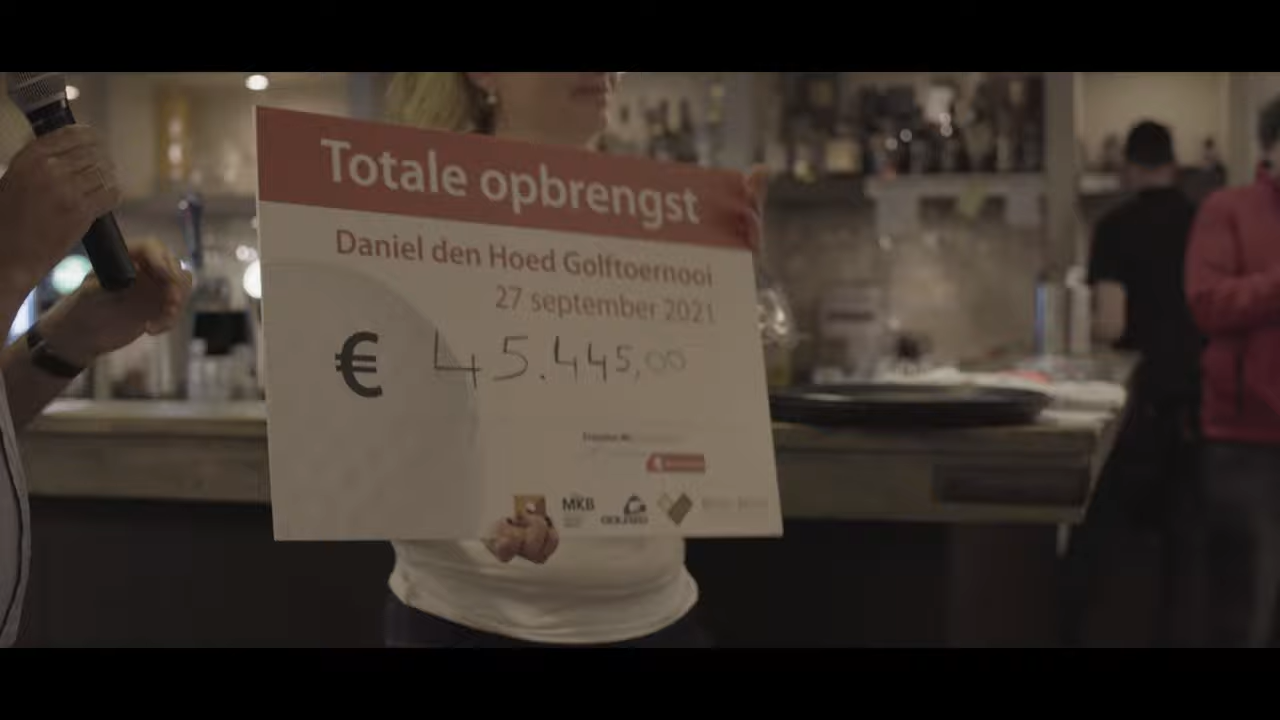 Totale opbrengst
Daniel den Hoed Golftoernooi
27 september 2021
€ 45.445,00
MKB